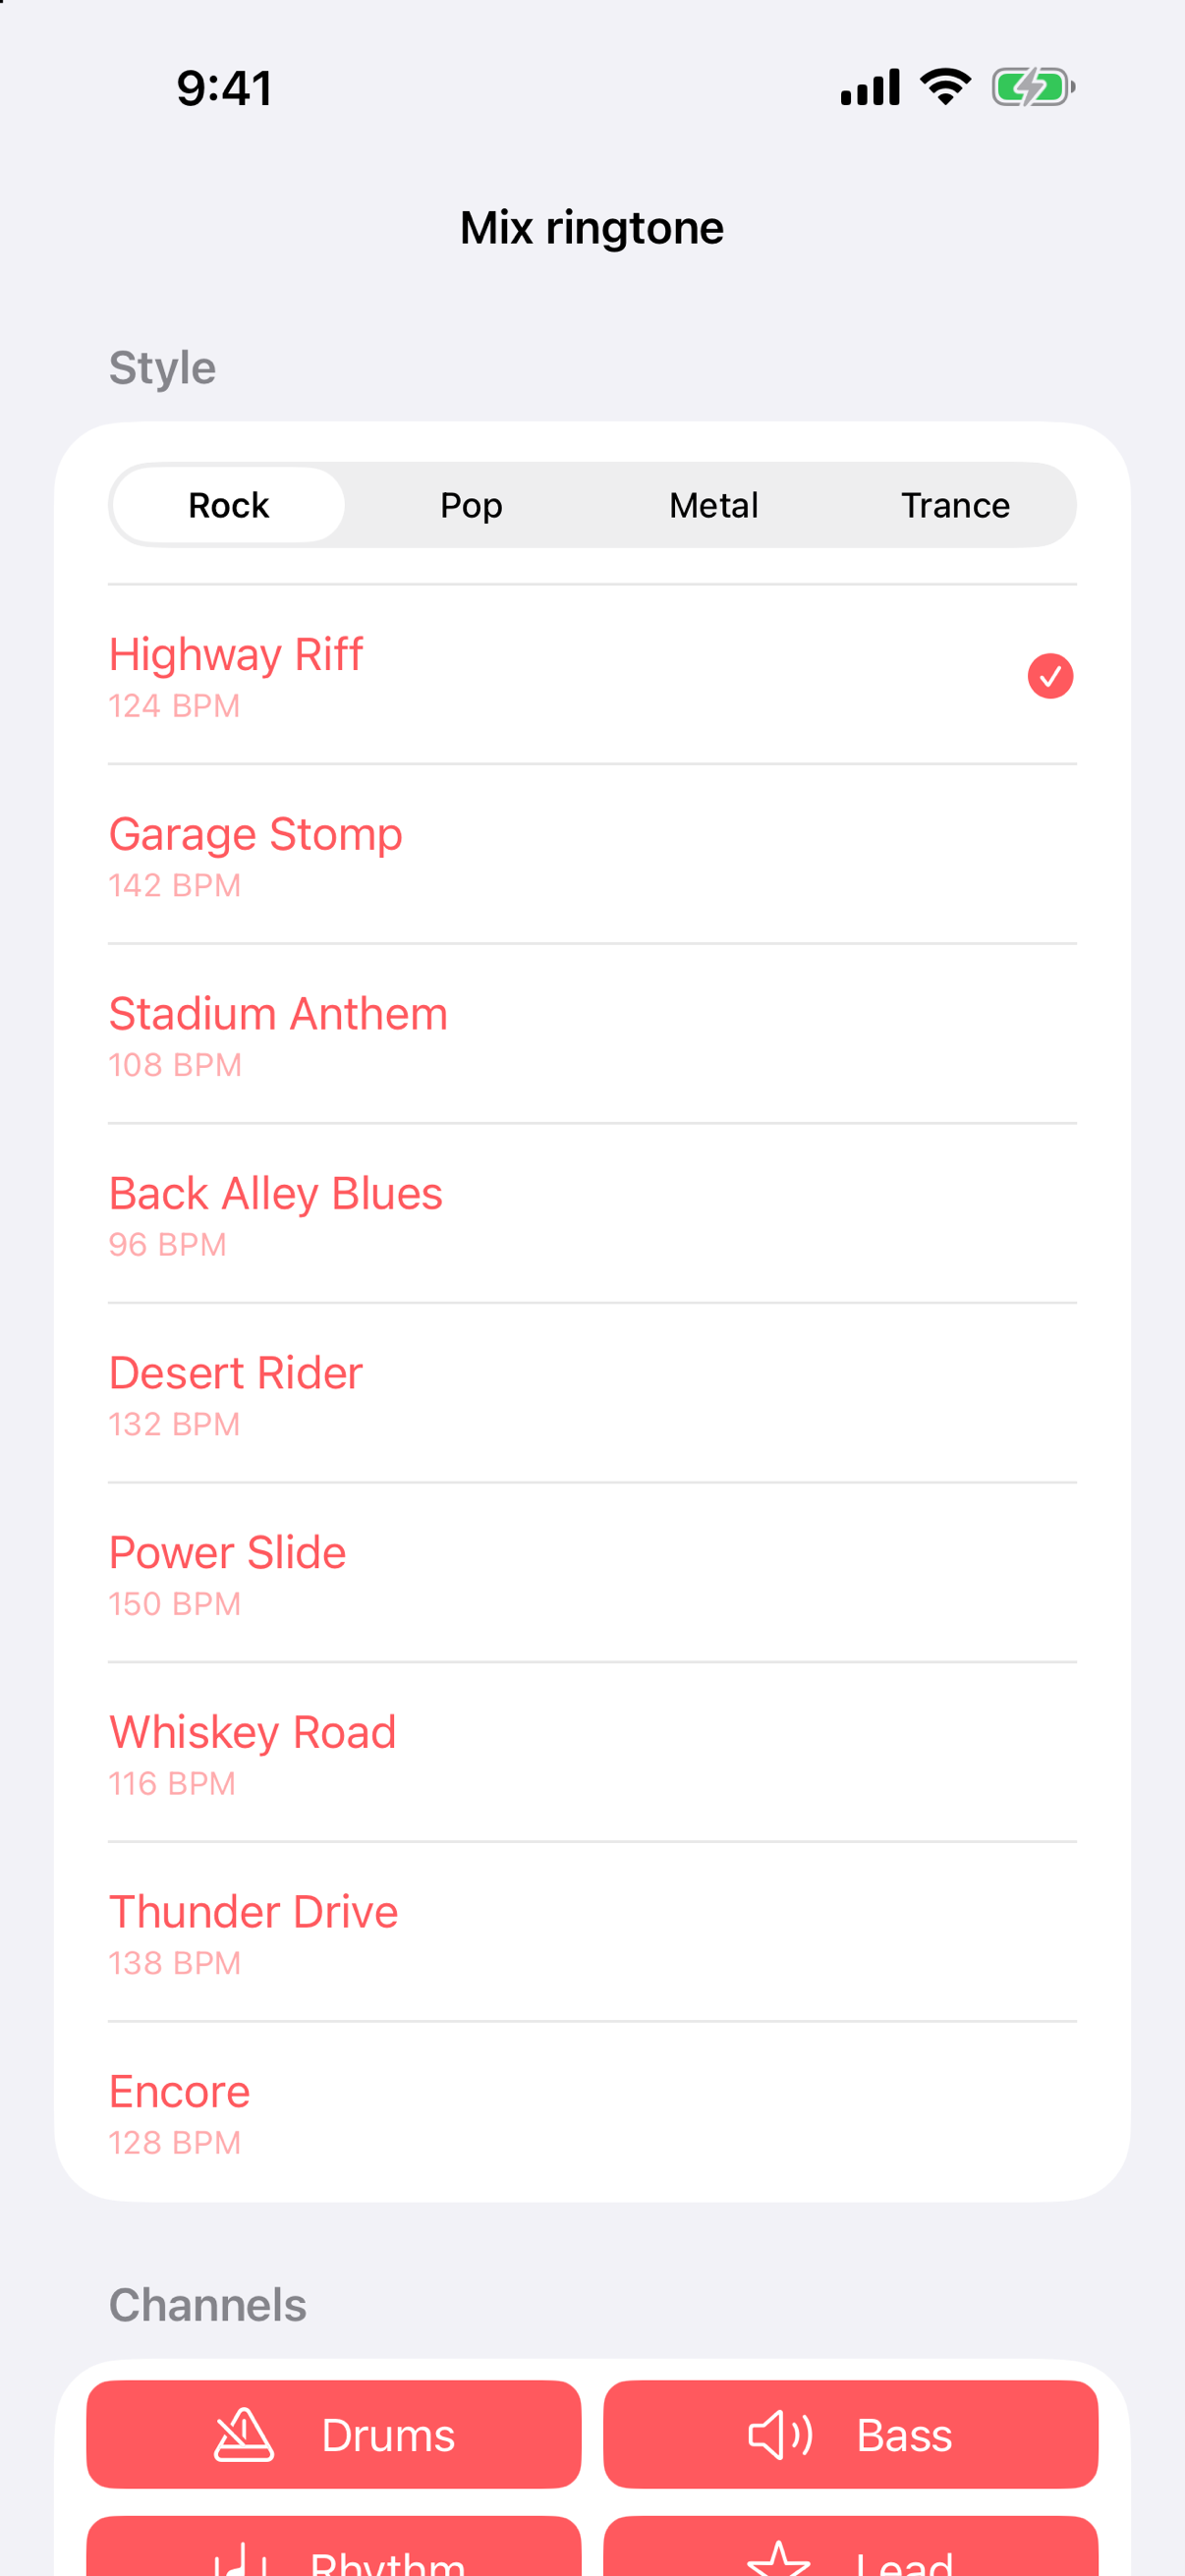 9:41
Mix ringtone
Style
Rock Pop Metal Trance
Highway Riff
124 BPM
Garage Stomp
142 BPM
Stadium Anthem
108 BPM
Back Alley Blues
96 BPM
Desert Rider
132 BPM
Power Slide
150 BPM
Whiskey Road
116 BPM
Thunder Drive
138 BPM
Encore
128 BPM
Channels
Drums Bass
Rhythm Lead